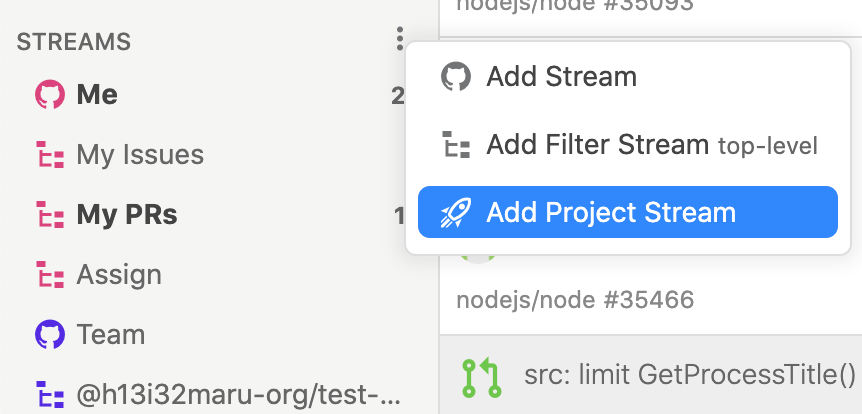 nodejs/node #35093
STREAMS
Me
2
My Issues
My PRs
1
Assign
Team
@h13i32maru-org/test-...
Add Stream
Add Filter Stream top-level
Add Project Stream
nodejs/node #35466
src: limit GetProcessTitle()